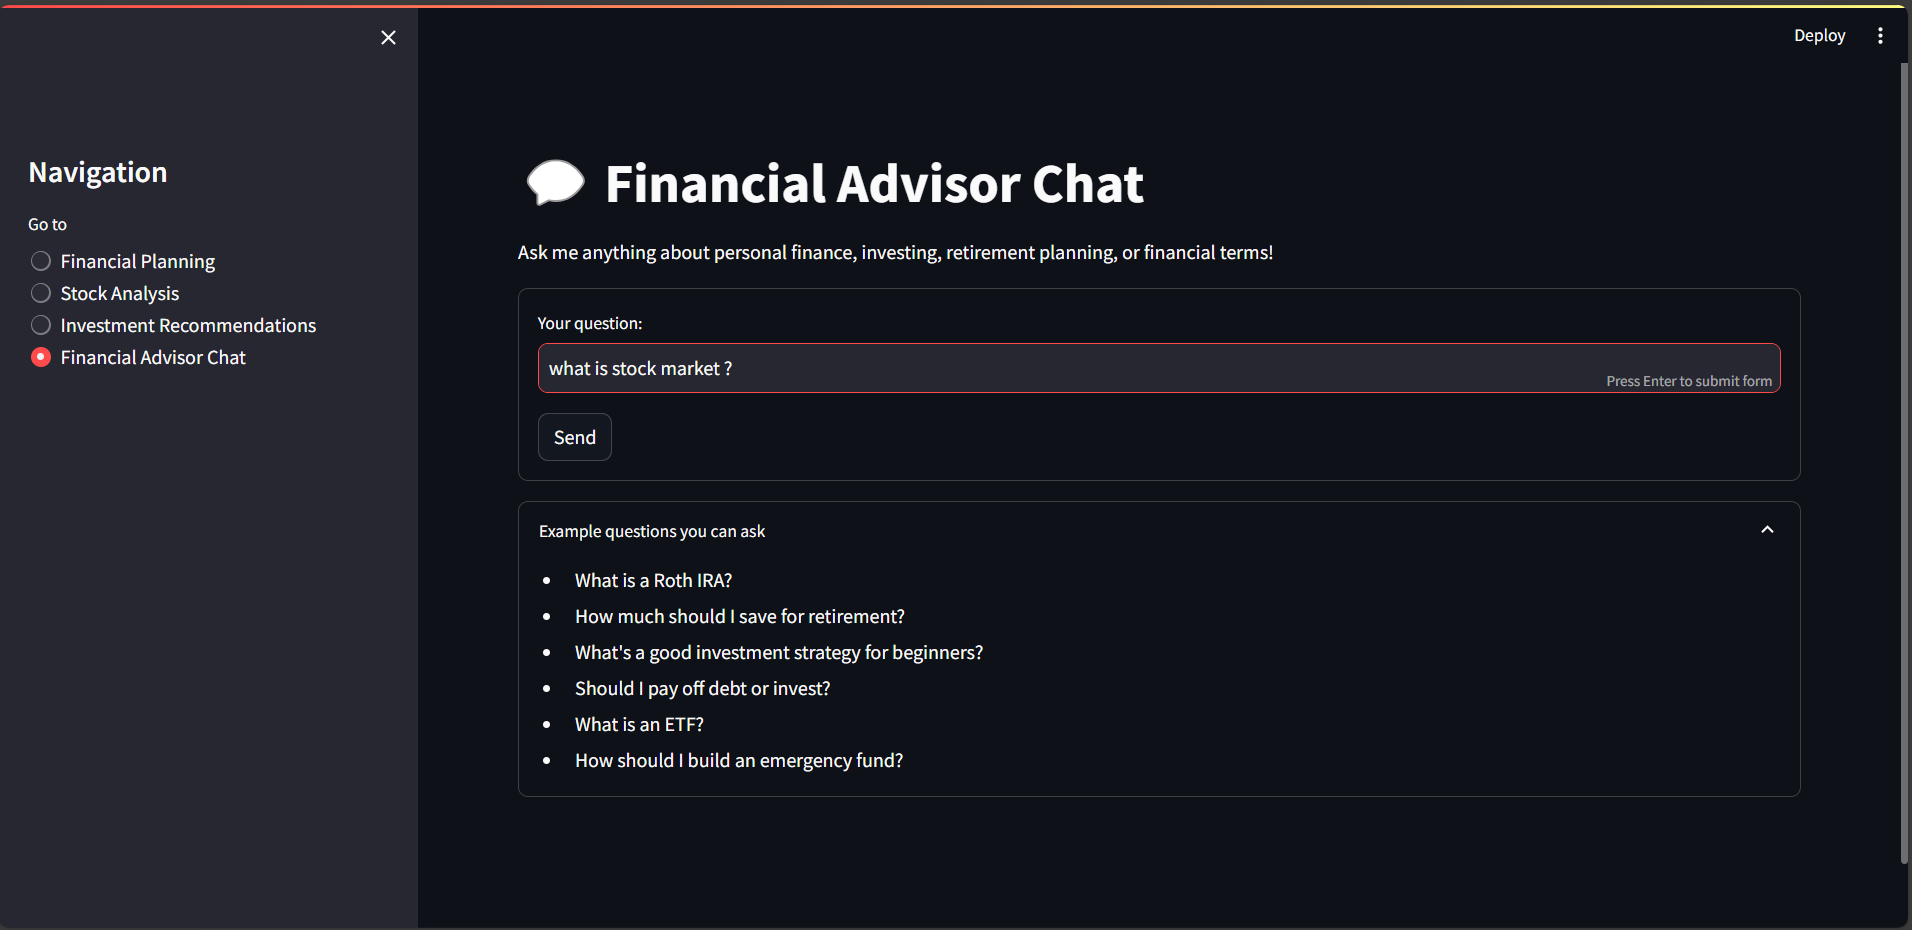 Deploy
Navigation
Go to
Financial Planning
Stock Analysis
Investment Recommendations
Financial Advisor Chat
Financial Advisor Chat
Ask me anything about personal finance, investing, retirement planning, or financial terms!
Your question:
what is stock market ?
Press Enter to submit form
Send
Example questions you can ask
What is a Roth IRA?
How much should I save for retirement?
What's a good investment strategy for beginners?
Should I pay off debt or invest?
What is an ETF?
How should I build an emergency fund?